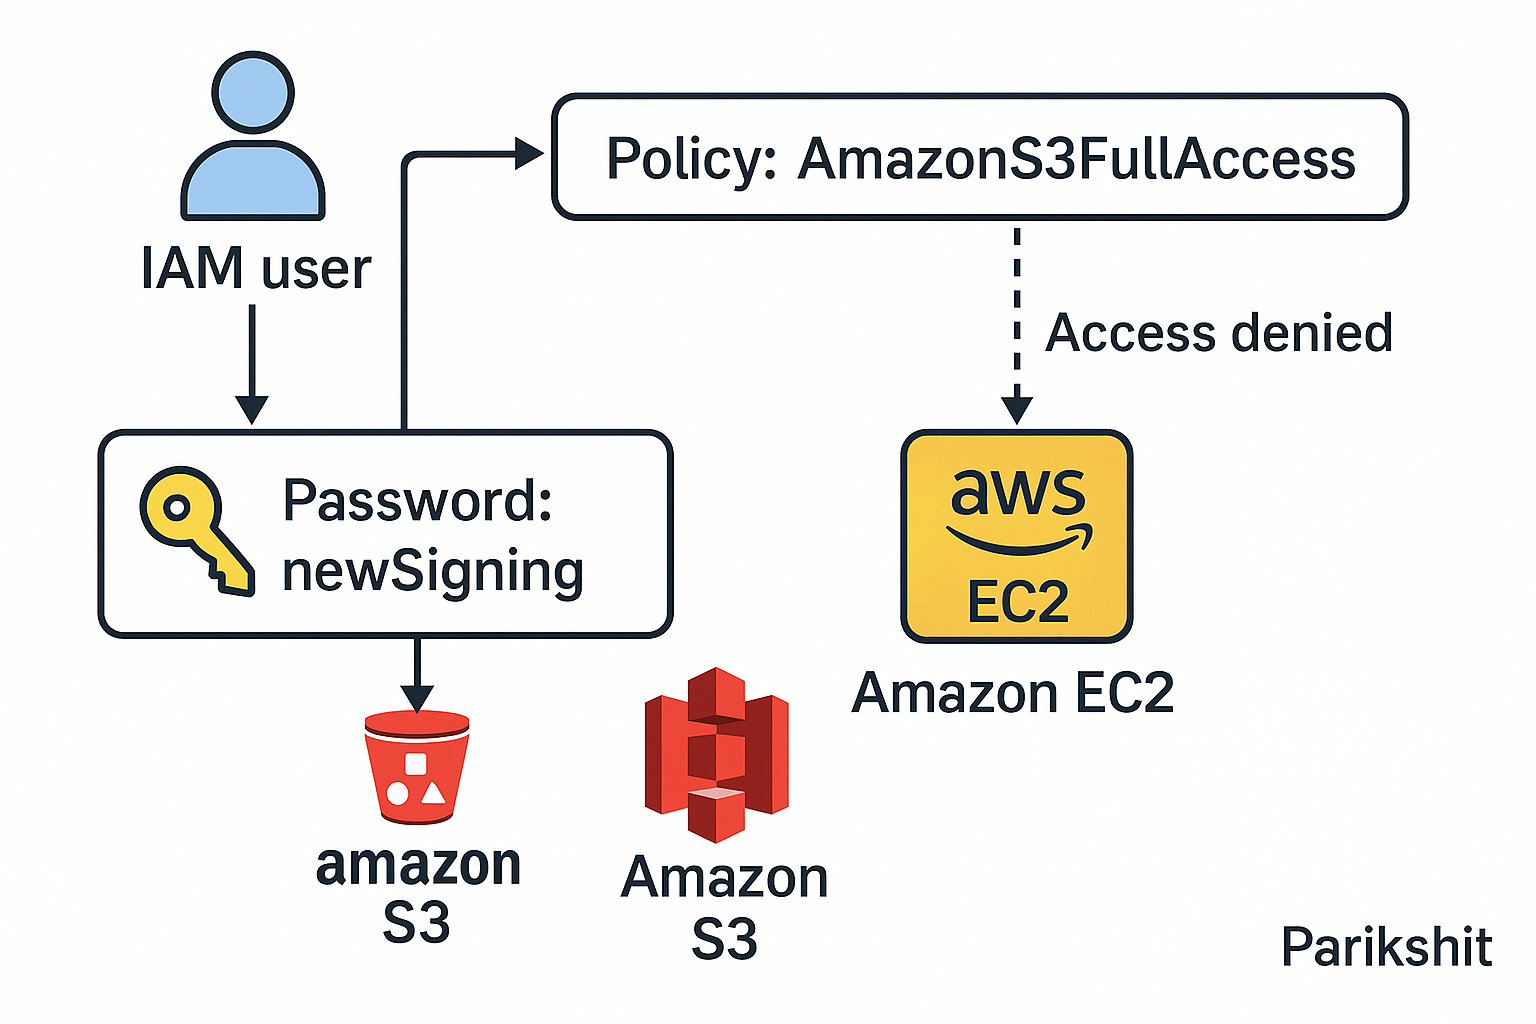 IAM user
Policy: AmazonS3FullAccess
Access denied
Password:
newSigning
aws
EC2
Amazon EC2
amazon
S3
Amazon
S3
Parikshit